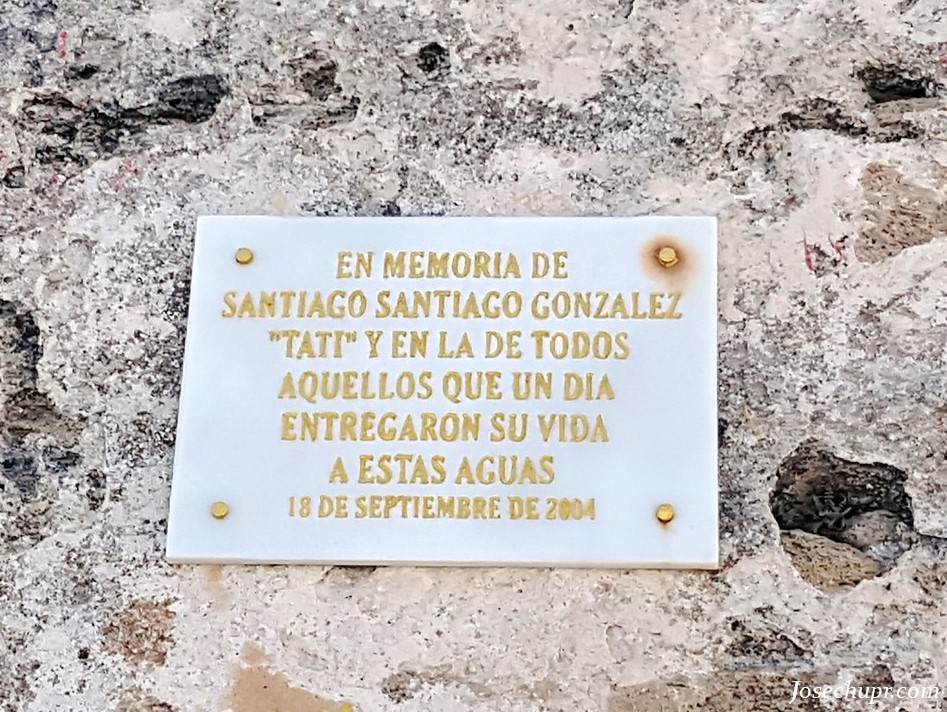 EN MEMORIA DE
SANTIAGO SANTIAGO GONZALEZ
"TATI" Y EN LA DE TODOS
AQUELLOS QUE UN DIA
ENTREGARON SU VIDA
A ESTAS AGUAS
18 DE SEPTIEMBRE DE 2004
Josechupr.com